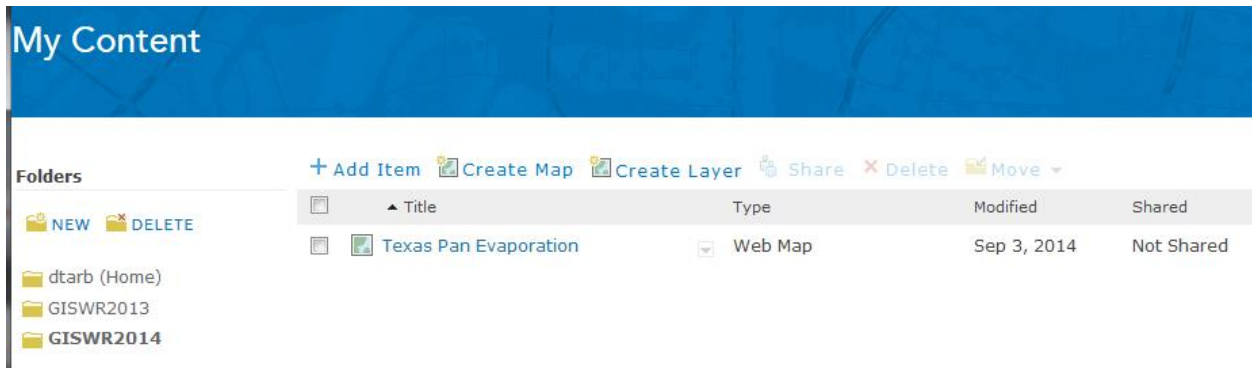 My Content
Folders
NEW DELETE
dtarb (Home)
GISWR2013
GISWR2014
+ Add Item Create Map Create Layer Share Delete Move
Title Type Modified Shared
Texas Pan Evaporation Web Map Sep 3, 2014 Not Shared